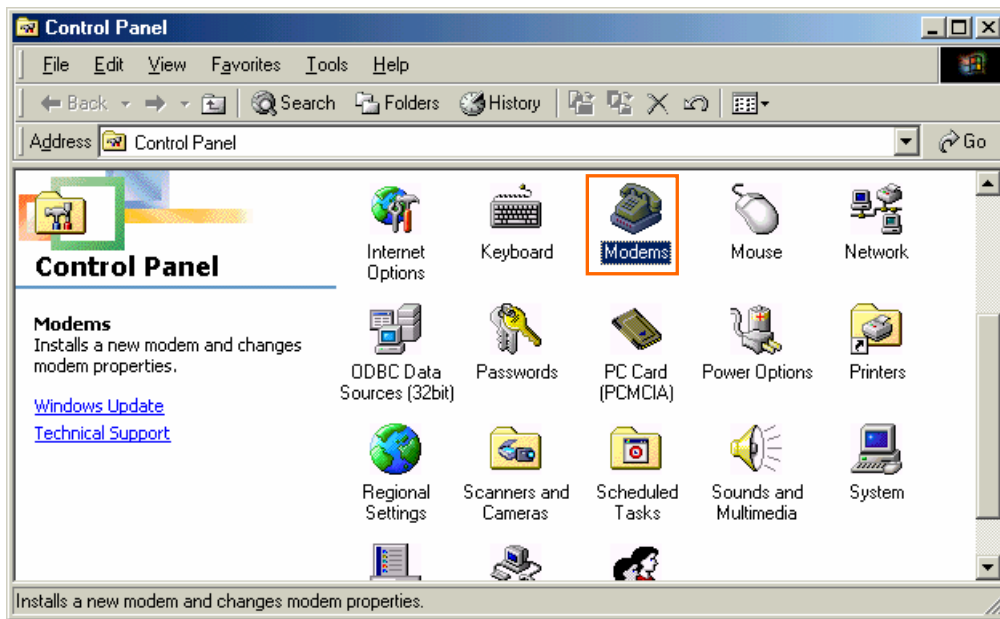 Control Panel
File Edit View Favorites Tools Help
Back Search Folders History
Address Control Panel Go
Control Panel
Modems
Installs a new modem and changes
modem properties.
Windows Update
Technical Support
Internet
Options
Keyboard
Modems
Mouse
Network
ODBC Data
Sources (32bit)
Passwords
PC Card
(PCMCIA)
Power Options
Printers
Regional
Settings
Scanners and
Cameras
Scheduled
Tasks
Sounds and
Multimedia
System
Installs a new modem and changes modem properties.